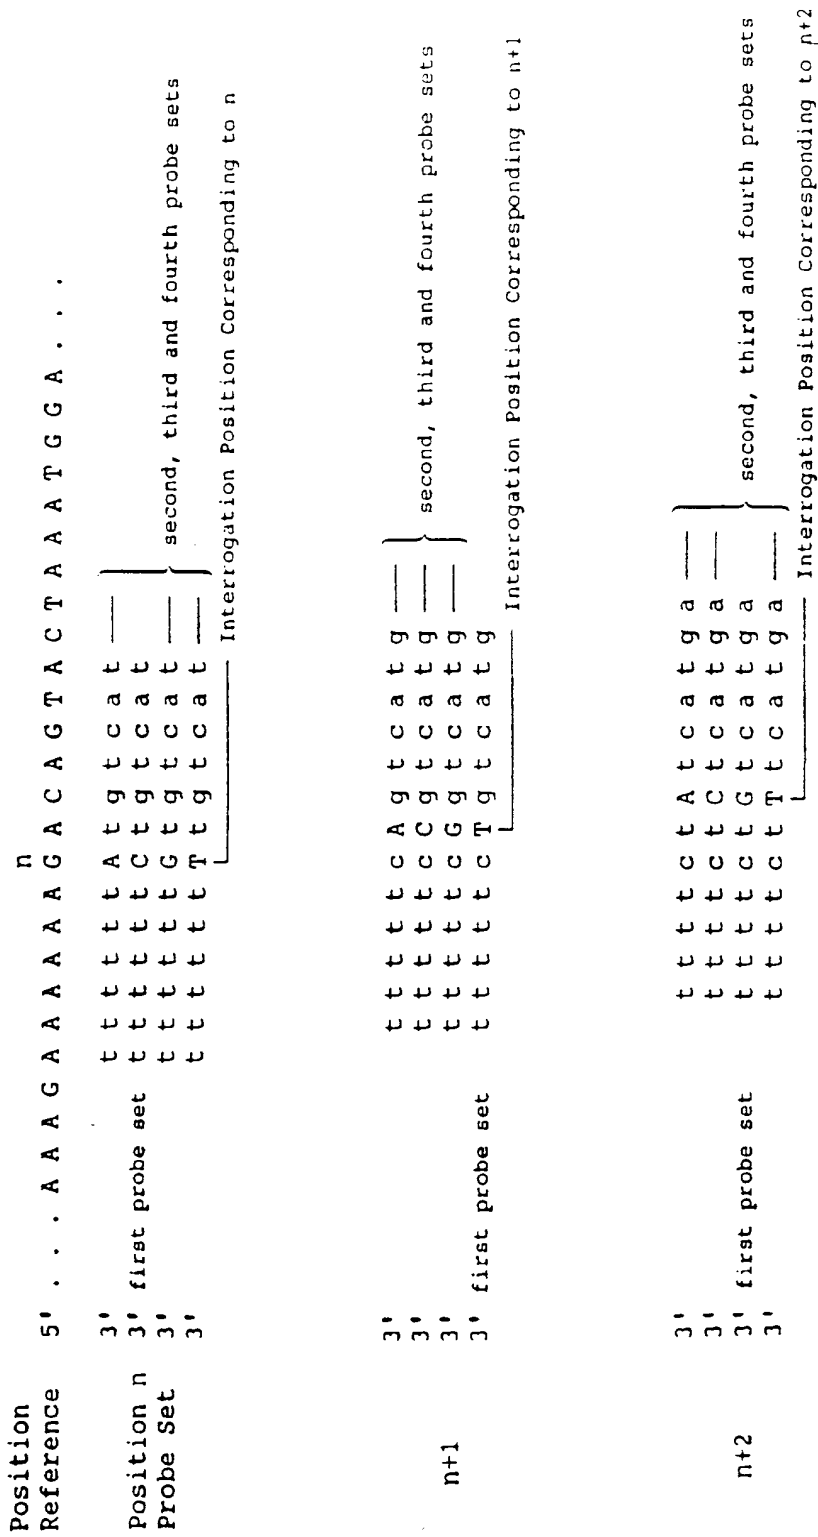 Position n
Reference 5' . . . A A A G A A A A A A G A C A G T A C T A A A T G G A . . .
Position n 3' t t t t t t A t g t c a t
Probe Set 3' first probe set t t t t t t C t g t c a t
3' t t t t t t G t g t c a t second, third and fourth probe sets
3' t t t t t t T t g t c a t
Interrogation Position Corresponding to n
3' t t t t t c A g t c a t g
3' t t t t t c C g t c a t g second, third and fourth probe sets
n+1 3' t t t t t c G g t c a t g
3' first probe set t t t t t c T g t c a t g
Interrogation Position Corresponding to n+1
3' t t t t c t A t c a t g a
3' t t t t c t C t c a t g a
n+2 3' first probe set t t t t c t G t c a t g a second, third and fourth probe sets
3' t t t t c t T t c a t g a
Interrogation Position Corresponding to n+2